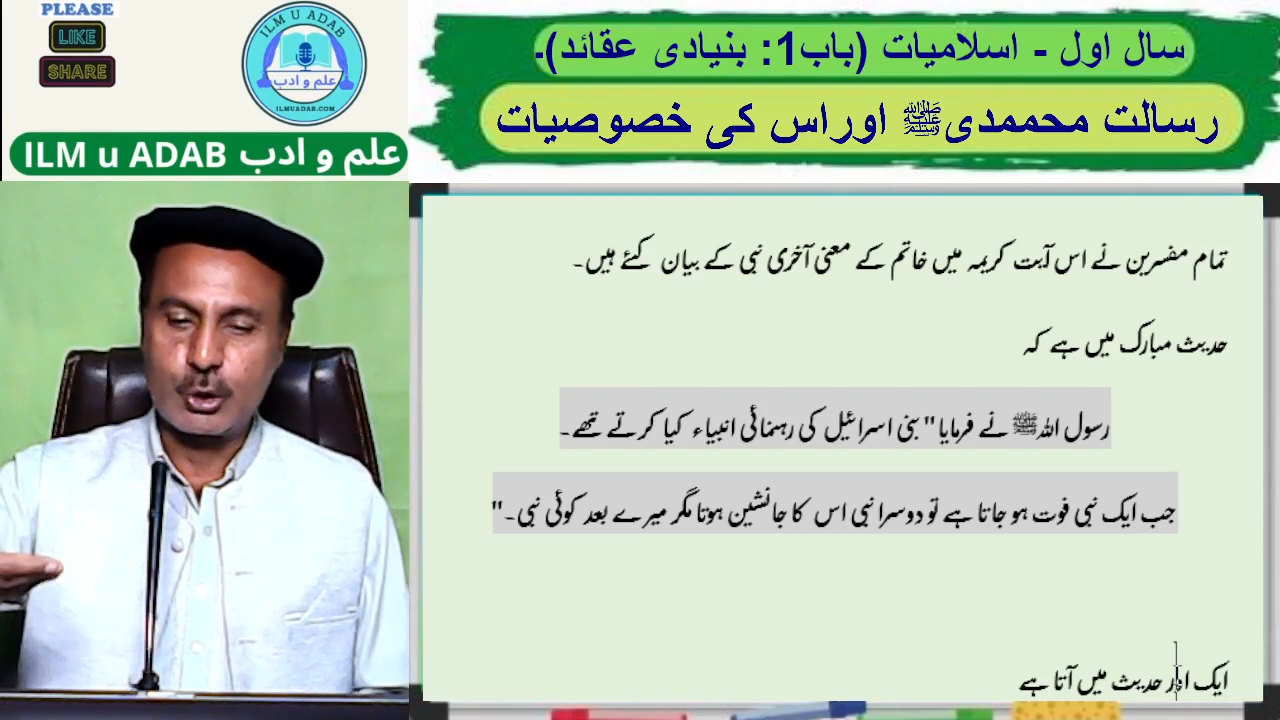 PLEASE
LIKE
SHARE
ILM U ADAB
علم و ادب
ILMUADAB.COM
ILM u ADAB علم و ادب
سال اول - اسلامیات (باب1: بنیادی عقائد)۔
رسالت محممدیﷺ اوراس کی خصوصیات
تمام مفسرین نے اس آیت کریمہ میں خاتم کے معنی آخری نبی کے بیان کئے ہیں۔
حدیث مبارک میں ہے کہ
رسول اللہﷺ نے فرمایا "بنی اسرائیل کی رہنمائی انبیاء کیا کرتے تھے۔
جب ایک نبی فوت ہو جاتا ہے تو دوسرا نبی اس کا جانشین ہوتا مگر میرے بعد کوئی نبی۔"
ایک اور حدیث میں آتا ہے